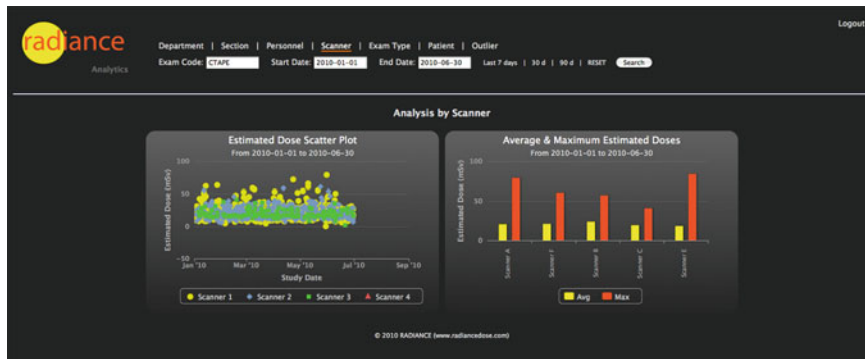 Logout
radiance
Analytics
Department | Section | Personnel | Scanner | Exam Type | Patient | Outlier
Exam Code: CTAPE Start Date: 2010-01-01 End Date: 2010-06-30 Last 7 days | 30 d | 90 d | RESET Search
Analysis by Scanner
Estimated Dose Scatter Plot
From 2010-01-01 to 2010-06-30
Estimated Dose (mSv)
100
50
0
-50
Jan '10 Mar '10 May '10 Jul '10 Sep '10
Study Date
Scanner 1 Scanner 2 Scanner 3 Scanner 4
Average & Maximum Estimated Doses
From 2010-01-01 to 2010-06-30
Estimated Dose (mSv)
100
50
0
Scanner A
Scanner F
Scanner B
Scanner C
Scanner E
Avg Max
© 2010 RADIANCE (www.radiancedose.com)